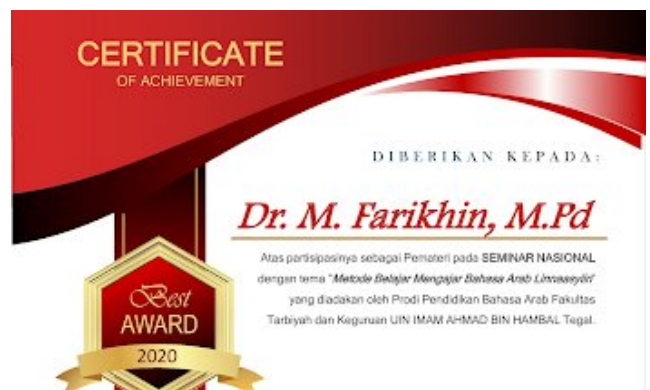 CERTIFICATE
OF ACHIEVEMENT
DIBERIKAN KEPADA:
Dr. M. Farikhin, M.Pd
Atas partisipasinya sebagai Pemateri pada SEMINAR NASIONAL
dengan tema "Metode Belajar Mengajar Bahasa Arab Linnaasyiin"
yang diadakan oleh Prodi Pendidikan Bahasa Arab Fakultas
Tarbiyah dan Keguruan UIN IMAM AHMAD BIN HAMBAL Tegal.
Best
AWARD
2020